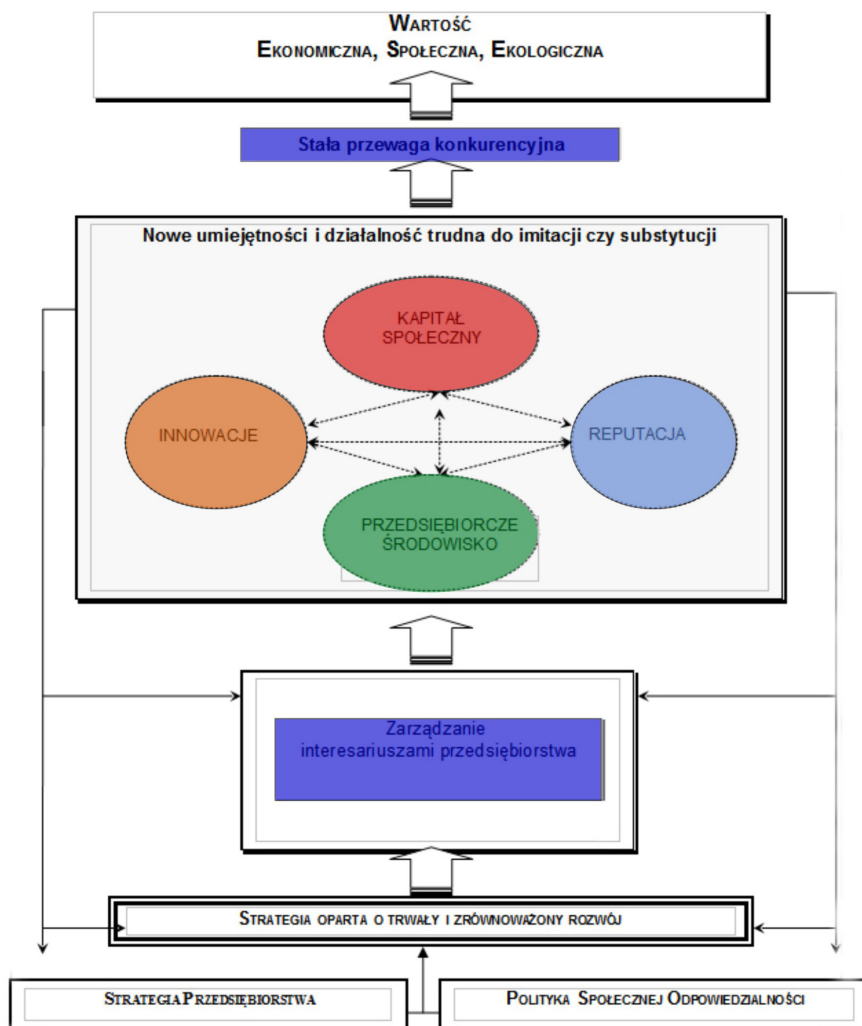 WARTOŚĆ
EKONOMICZNA, SPOŁECZNA, EKOLOGICZNA
Stała przewaga konkurencyjna
Nowe umiejętności i działalność trudna do imitacji czy substytucji
KAPITAŁ
SPOŁECZNY
INNOWACJE
REPUTACJA
PRZEDSIĘBIORCZE
ŚRODOWISKO
Zarządzanie
interesariuszami przedsiębiorstwa
STRATEGIA OPARTA O TRWAŁY I ZRÓWNOWAŻONY ROZWÓJ
STRATEGIA PRZEDSIĘBIORSTWA
POLITYKA SPOŁECZNEJ ODPOWIEDZIALNOŚCI